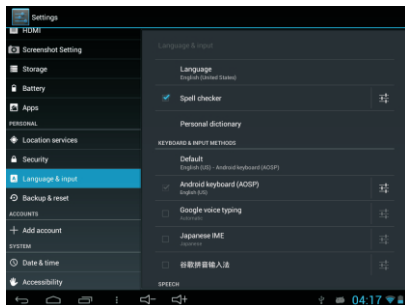 Settings
HDMI
Screenshot Setting
Storage
Battery
Apps
PERSONAL
Location services
Security
Language & input
Backup & reset
ACCOUNTS
Add account
SYSTEM
Date & time
Accessibility
Language & input
Language
English (United States)
Spell checker
Personal dictionary
KEYBOARD & INPUT METHODS
Default
English (US) - Android keyboard (AOSP)
Android keyboard (AOSP)
English (US)
Google voice typing
Automatic
Japanese IME
Japanese
谷歌拼音输入法
SPEECH
04:17